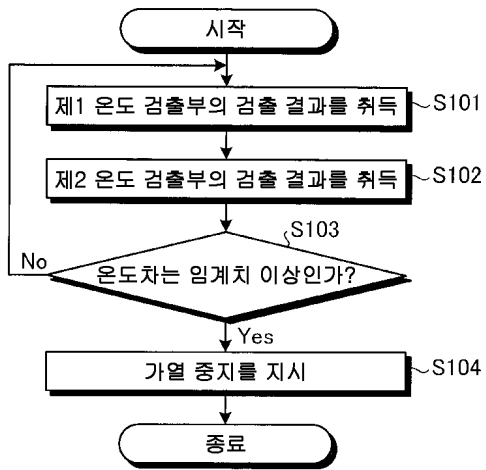 시작
제1 온도 검출부의 검출 결과를 취득
S101
제2 온도 검출부의 검출 결과를 취득
S102
S103
온도차는 임계치 이상인가?
No
Yes
가열 중지를 지시
S104
종료